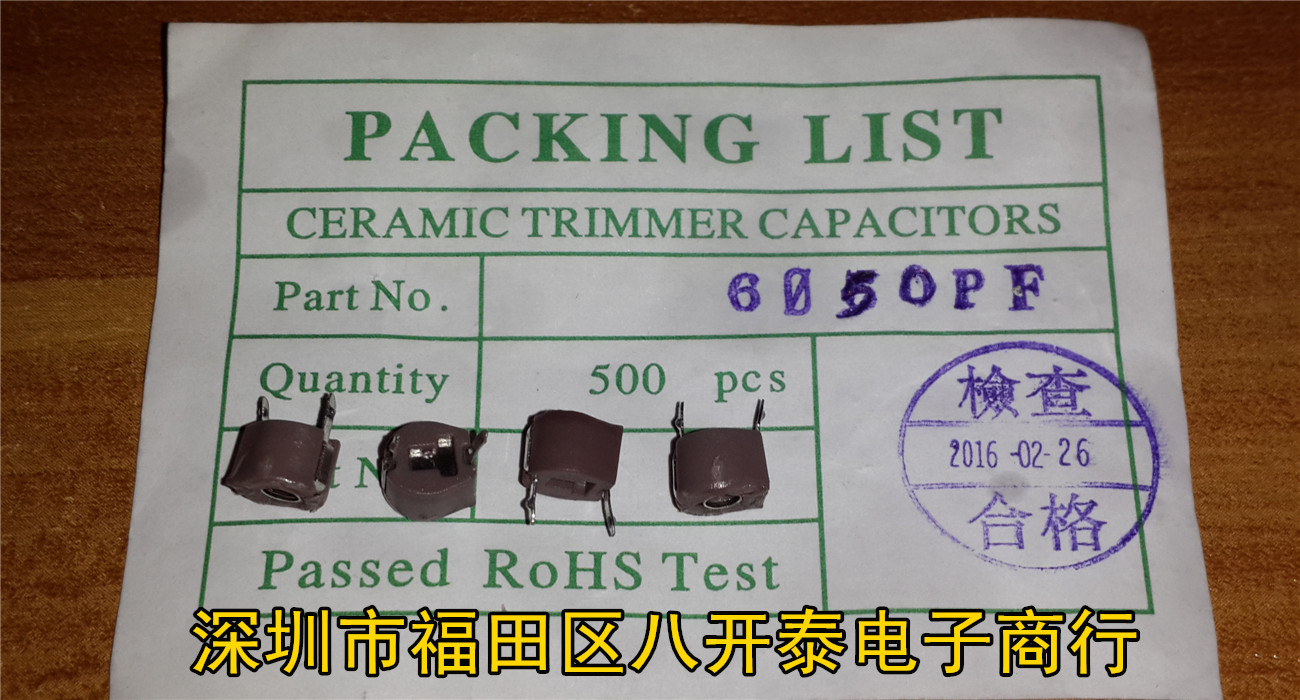 PACKING LIST
CERAMIC TRIMMER CAPACITORS
Part No. 6Ø50PF
Quantity 500 pcs
檢查
2016-02-26
合格
Passed RoHS Test
深圳市福田区八开泰电子商行